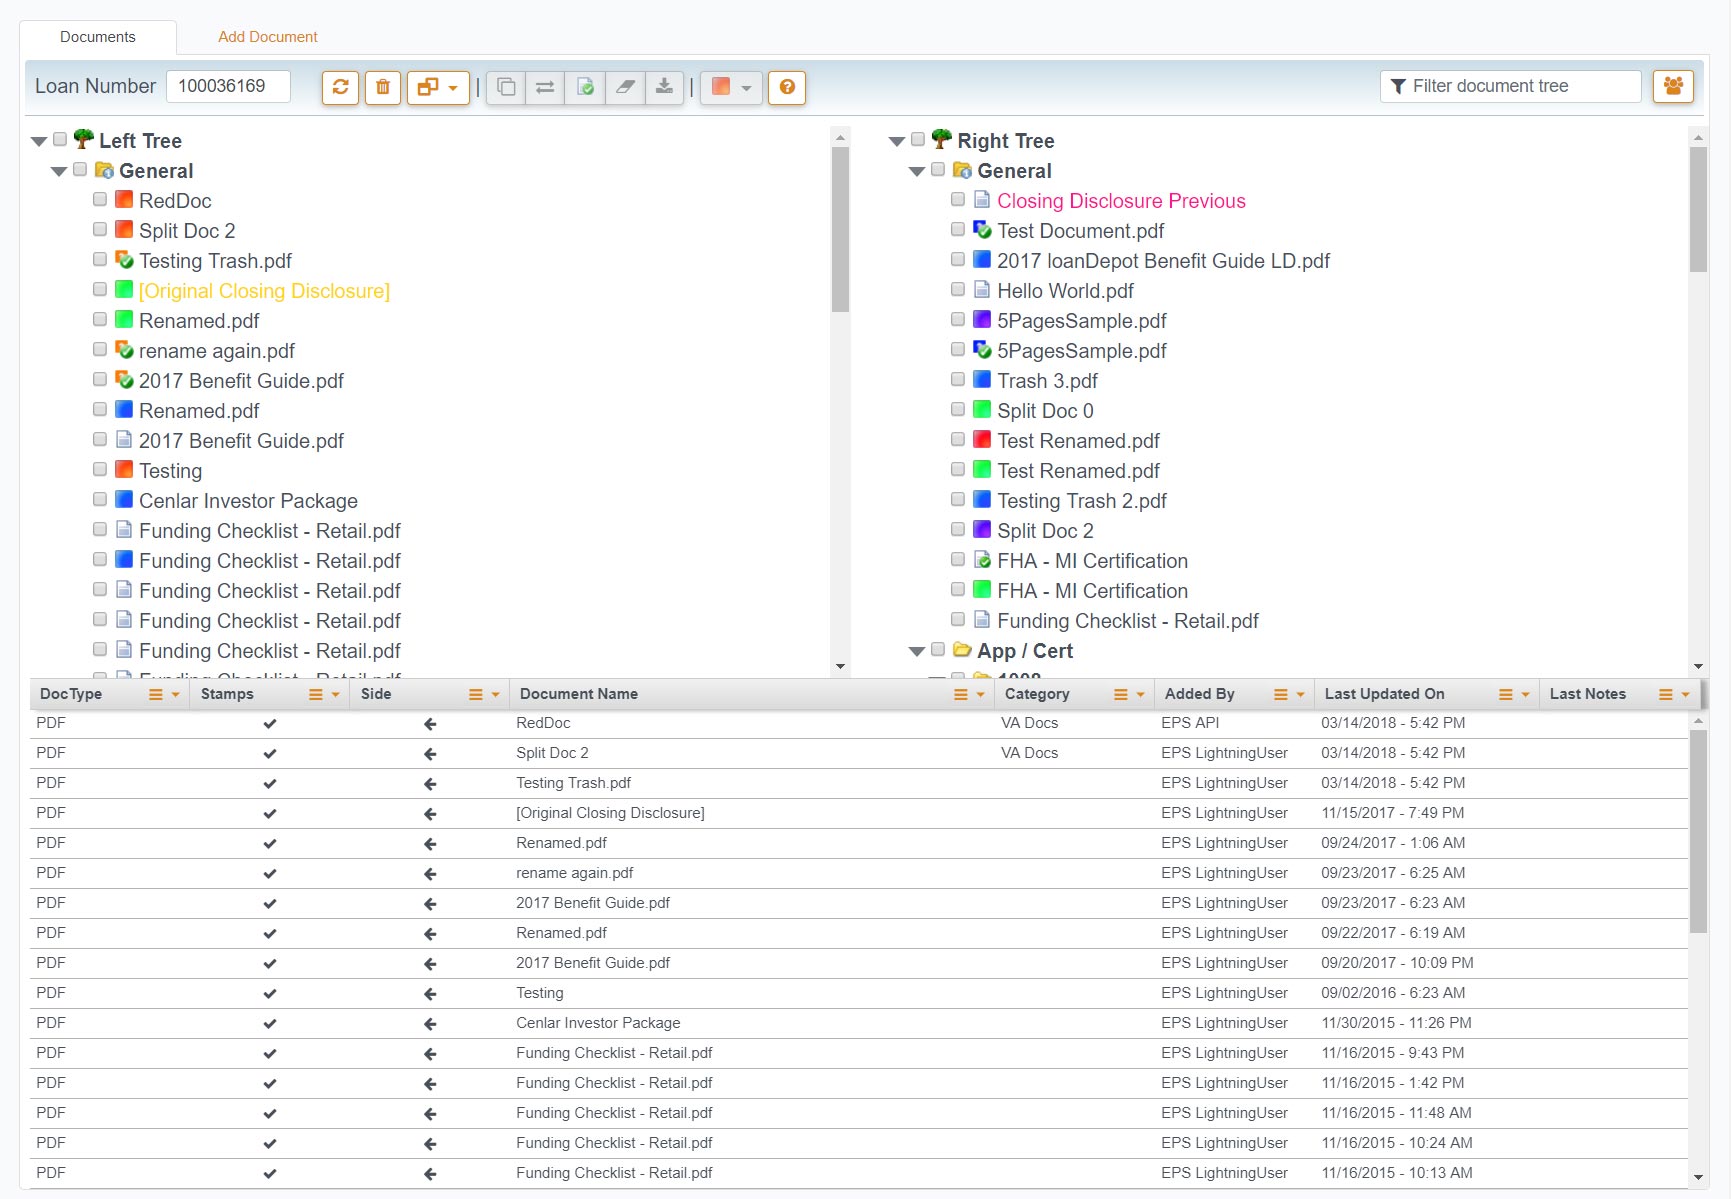 Documents Add Document
Loan Number 100036169 | | Filter document tree
Left Tree
General
RedDoc
Split Doc 2
Testing Trash.pdf
[Original Closing Disclosure]
Renamed.pdf
rename again.pdf
2017 Benefit Guide.pdf
Renamed.pdf
2017 Benefit Guide.pdf
Testing
Cenlar Investor Package
Funding Checklist - Retail.pdf
Funding Checklist - Retail.pdf
Funding Checklist - Retail.pdf
Funding Checklist - Retail.pdf
Funding Checklist - Retail.pdf
Funding Checklist - Retail.pdf
Right Tree
General
Closing Disclosure Previous
Test Document.pdf
2017 loanDepot Benefit Guide LD.pdf
Hello World.pdf
5PagesSample.pdf
5PagesSample.pdf
Trash 3.pdf
Split Doc 0
Test Renamed.pdf
Test Renamed.pdf
Testing Trash 2.pdf
Split Doc 2
FHA - MI Certification
FHA - MI Certification
Funding Checklist - Retail.pdf
App / Cert
DocType Stamps Side Document Name Category Added By Last Updated On Last Notes
PDF RedDoc VA Docs EPS API 03/14/2018 - 5:42 PM
PDF Split Doc 2 VA Docs EPS LightningUser 03/14/2018 - 5:42 PM
PDF Testing Trash.pdf EPS LightningUser 03/14/2018 - 5:42 PM
PDF [Original Closing Disclosure] EPS LightningUser 11/15/2017 - 7:49 PM
PDF Renamed.pdf EPS LightningUser 09/24/2017 - 1:06 AM
PDF rename again.pdf EPS LightningUser 09/23/2017 - 6:25 AM
PDF 2017 Benefit Guide.pdf EPS LightningUser 09/23/2017 - 6:23 AM
PDF Renamed.pdf EPS LightningUser 09/22/2017 - 6:19 AM
PDF 2017 Benefit Guide.pdf EPS LightningUser 09/20/2017 - 10:09 PM
PDF Testing EPS LightningUser 09/02/2016 - 6:23 AM
PDF Cenlar Investor Package EPS LightningUser 11/30/2015 - 11:26 PM
PDF Funding Checklist - Retail.pdf EPS LightningUser 11/16/2015 - 9:43 PM
PDF Funding Checklist - Retail.pdf EPS LightningUser 11/16/2015 - 1:42 PM
PDF Funding Checklist - Retail.pdf EPS LightningUser 11/16/2015 - 11:48 AM
PDF Funding Checklist - Retail.pdf EPS LightningUser 11/16/2015 - 10:24 AM
PDF Funding Checklist - Retail.pdf EPS LightningUser 11/16/2015 - 10:13 AM